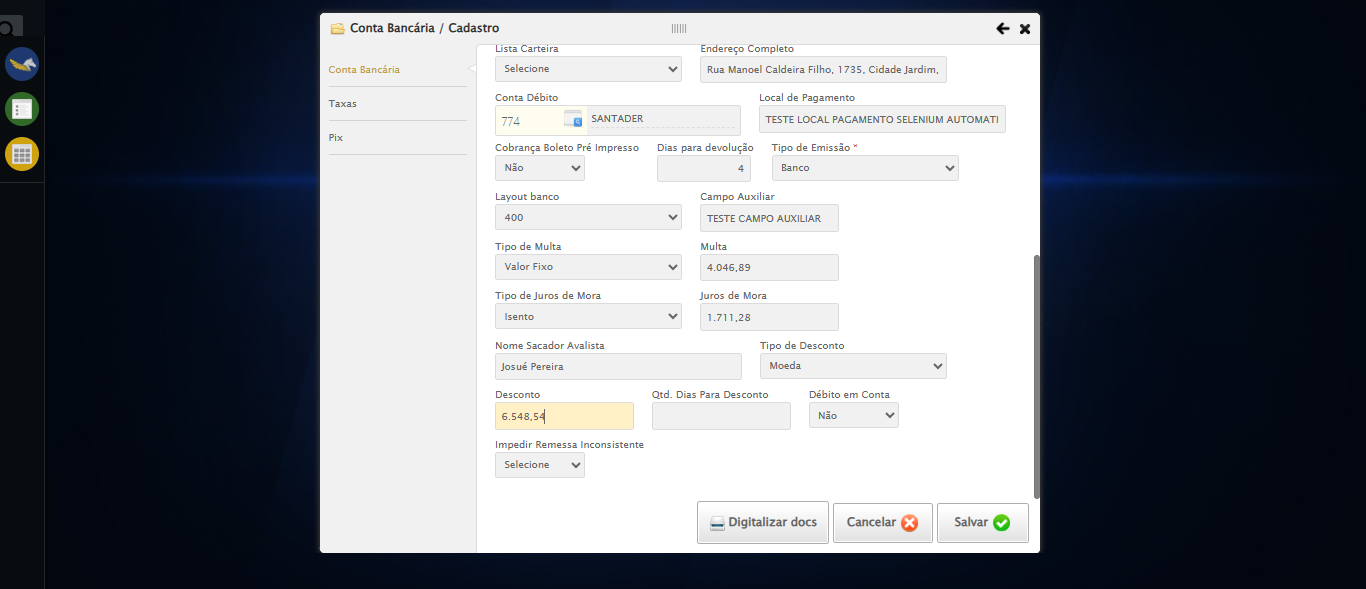 Conta Bancária / Cadastro
Conta Bancária
Taxas
Pix
Lista Carteira Endereço Completo
Selecione Rua Manoel Caldeira Filho, 1735, Cidade Jardim,
Conta Débito Local de Pagamento
774 SANTADER TESTE LOCAL PAGAMENTO SELENIUM AUTOMATI
Cobrança Boleto Pré Impresso Dias para devolução Tipo de Emissão *
Não 4 Banco
Layout banco Campo Auxiliar
400 TESTE CAMPO AUXILIAR
Tipo de Multa Multa
Valor Fixo 4.046,89
Tipo de Juros de Mora Juros de Mora
Isento 1.711,28
Nome Sacador Avalista Tipo de Desconto
Josué Pereira Moeda
Desconto Qtd. Dias Para Desconto Débito em Conta
6.548,54 Não
Impedir Remessa Inconsistente
Selecione
Digitalizar docs Cancelar Salvar